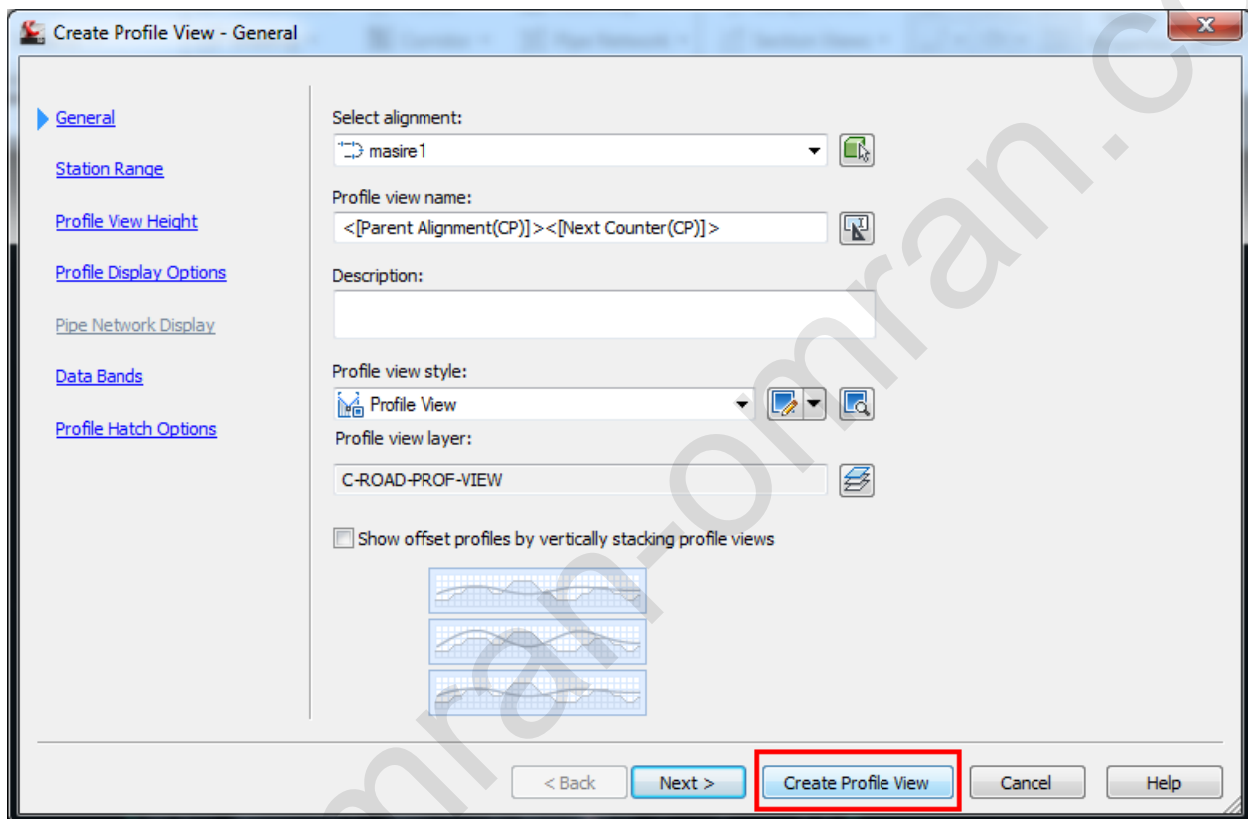 Create Profile View - General
General
Station Range
Profile View Height
Profile Display Options
Pipe Network Display
Data Bands
Profile Hatch Options
Select alignment:
masire1
Profile view name:
<[Parent Alignment(CP)]><[Next Counter(CP)]>
Description:
Profile view style:
Profile View
Profile view layer:
C-ROAD-PROF-VIEW
Show offset profiles by vertically stacking profile views
< Back Next > Create Profile View Cancel Help
mran-omran.co